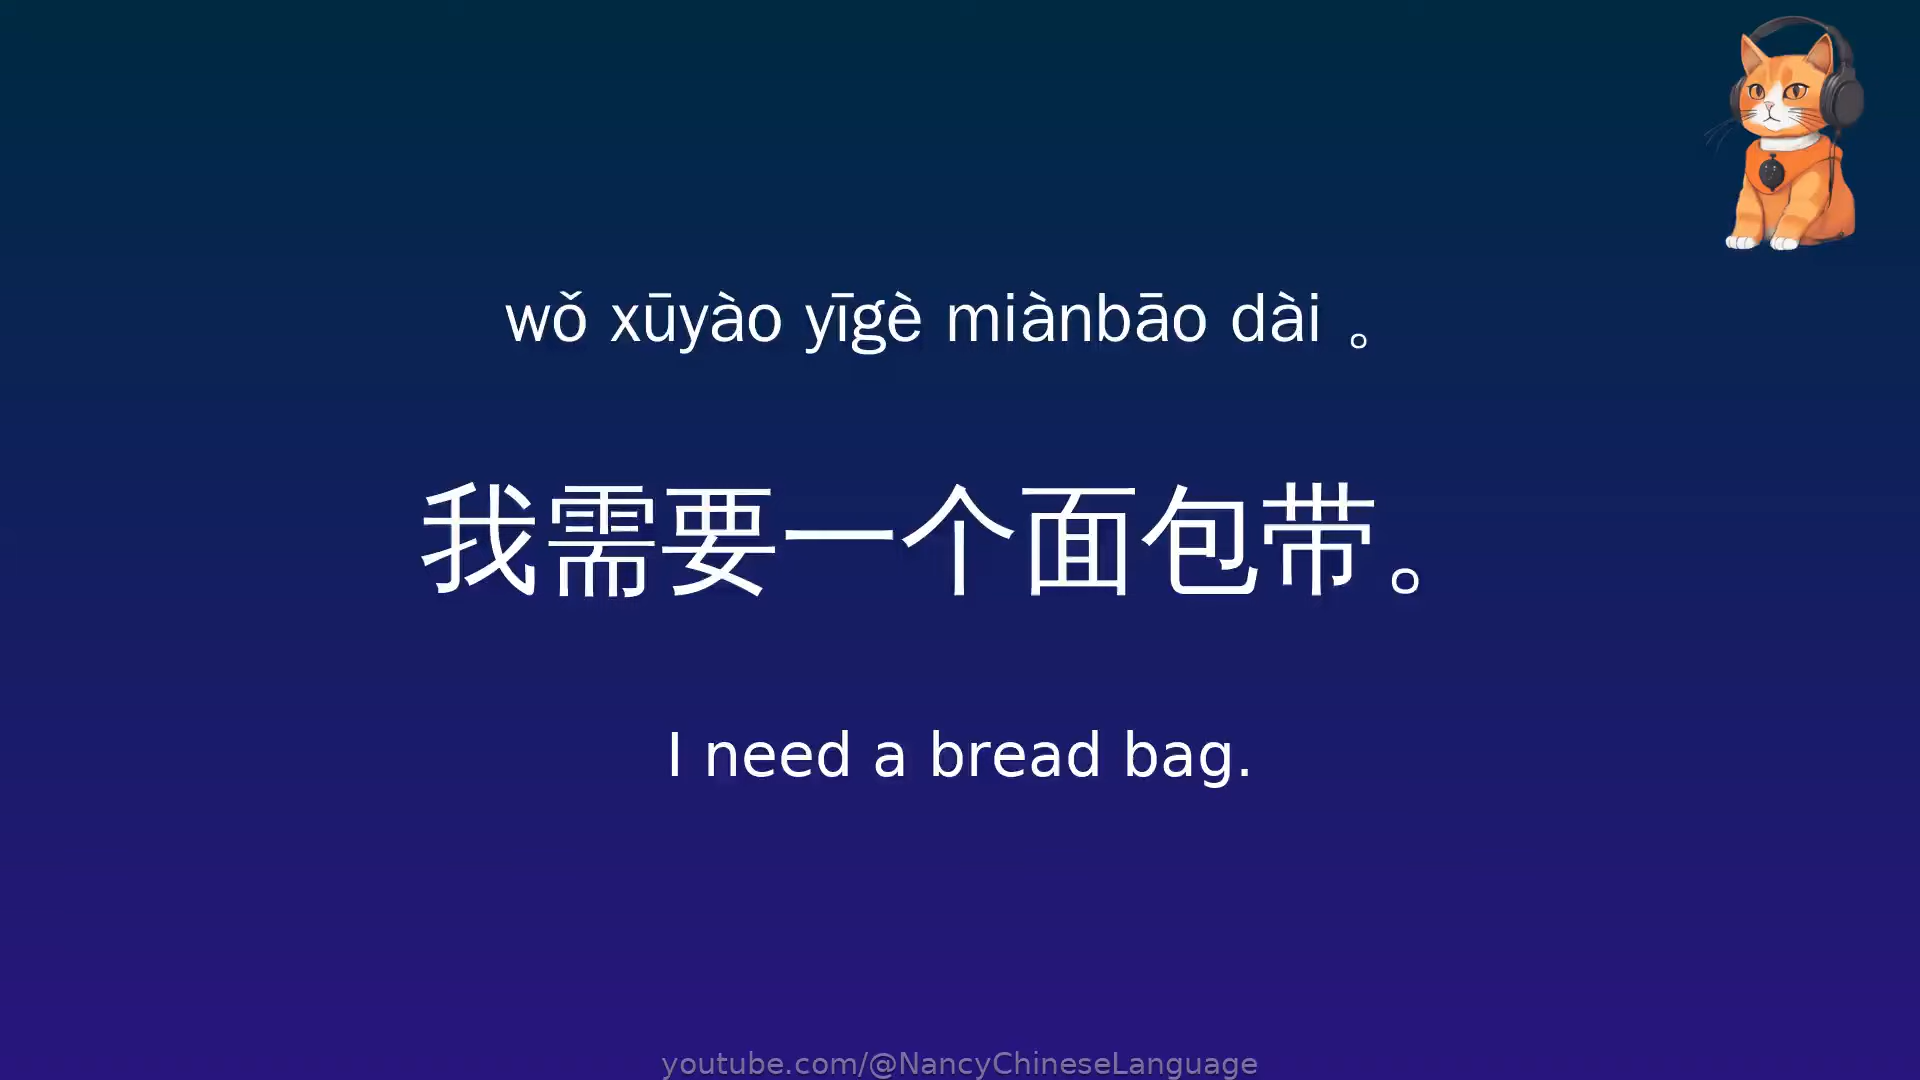 wǒ xūyào yīgè miànbāo dài 。
我需要一个面包带。
I need a bread bag.
youtube.com/@NancyChineseLanguage